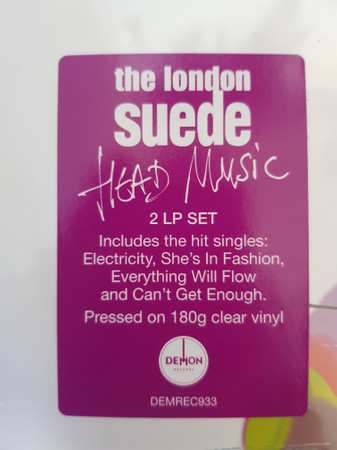 the london
suede
HEAD MUSIC
2 LP SET
Includes the hit singles:
Electricity, She's In Fashion,
Everything Will Flow
and Can't Get Enough.
Pressed on 180g clear vinyl
DEMON
RECORDS
DEMREC933